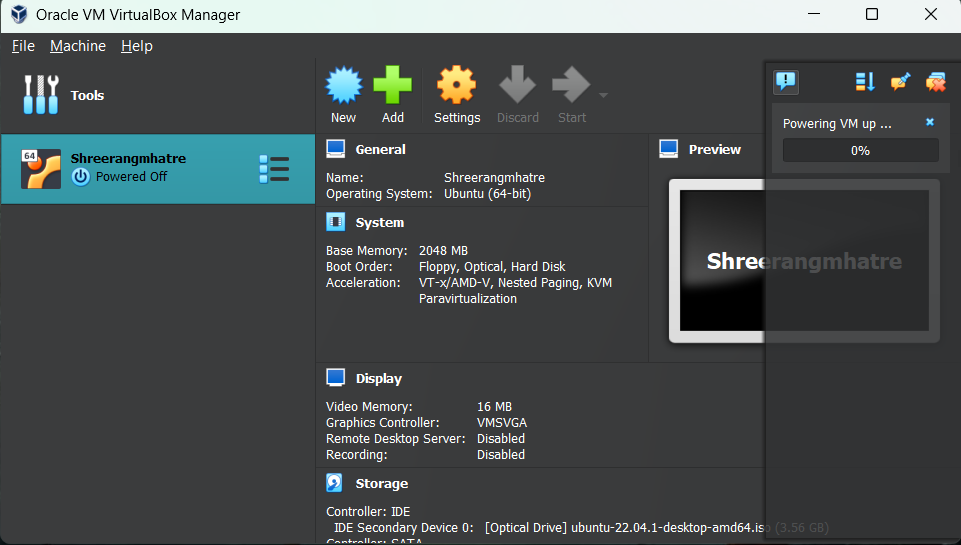 Oracle VM VirtualBox Manager
File Machine Help
Tools
New Add Settings Discard Start
64
Shreerangmhatre
Powered Off
General
Name: Shreerangmhatre
Operating System: Ubuntu (64-bit)
System
Base Memory: 2048 MB
Boot Order: Floppy, Optical, Hard Disk
Acceleration: VT-x/AMD-V, Nested Paging, KVM
Paravirtualization
Preview
Shreerangmhatre
Powering VM up ...
0%
Display
Video Memory: 16 MB
Graphics Controller: VMSVGA
Remote Desktop Server: Disabled
Recording: Disabled
Storage
Controller: IDE
IDE Secondary Device 0: [Optical Drive] ubuntu-22.04.1-desktop-amd64.iso (3.56 GB)
Controller: SATA